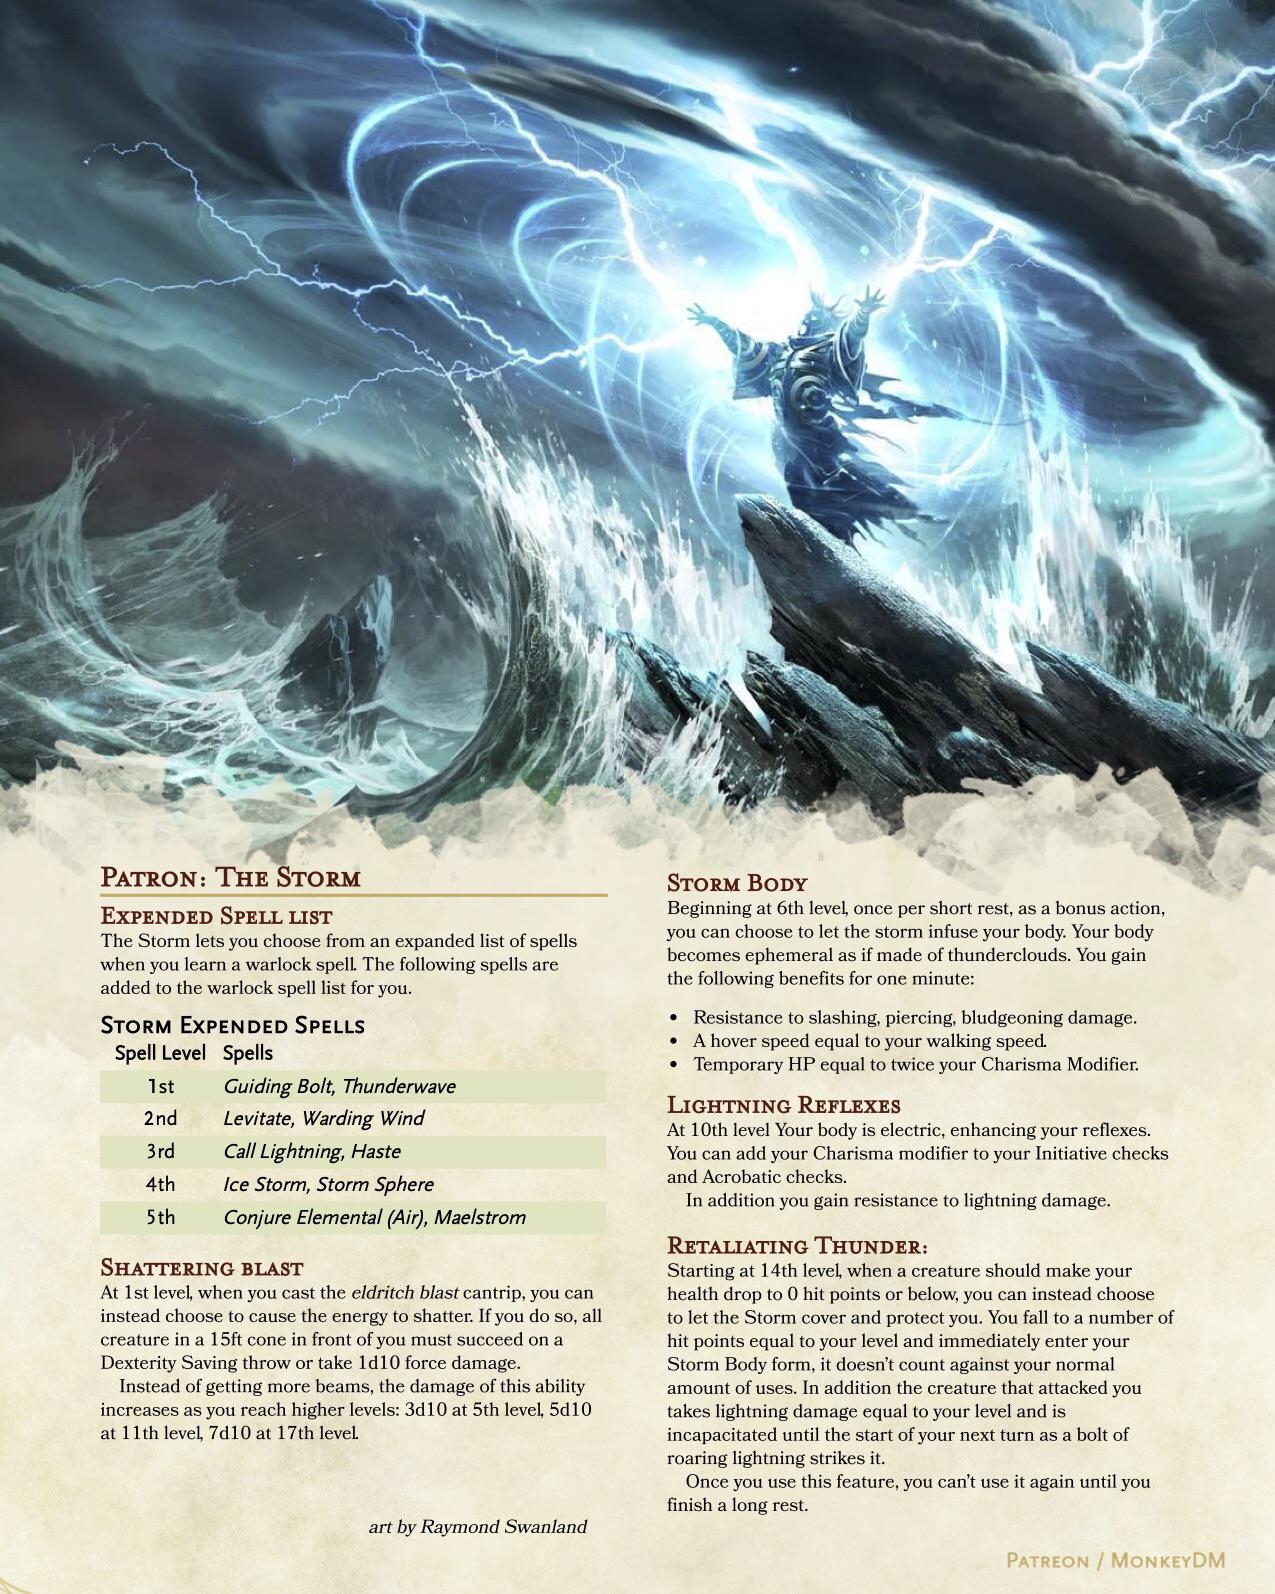 Patron: The Storm
Expended Spell list
The Storm lets you choose from an expanded list of spells
when you learn a warlock spell. The following spells are
added to the warlock spell list for you.
Storm Expended Spells
Spell Level Spells
1st Guiding Bolt, Thunderwave
2nd Levitate, Warding Wind
3rd Call Lightning, Haste
4th Ice Storm, Storm Sphere
5th Conjure Elemental (Air), Maelstrom
Shattering blast
At 1st level, when you cast the eldritch blast cantrip, you can
instead choose to cause the energy to shatter. If you do so, all
creature in a 15ft cone in front of you must succeed on a
Dexterity Saving throw or take 1d10 force damage.
Instead of getting more beams, the damage of this ability
increases as you reach higher levels: 3d10 at 5th level, 5d10
at 11th level, 7d10 at 17th level.
art by Raymond Swanland
Storm Body
Beginning at 6th level, once per short rest, as a bonus action,
you can choose to let the storm infuse your body. Your body
becomes ephemeral as if made of thunderclouds. You gain
the following benefits for one minute:
• Resistance to slashing, piercing, bludgeoning damage.
• A hover speed equal to your walking speed.
• Temporary HP equal to twice your Charisma Modifier.
Lightning Reflexes
At 10th level Your body is electric, enhancing your reflexes.
You can add your Charisma modifier to your Initiative checks
and Acrobatic checks.
In addition you gain resistance to lightning damage.
Retaliating Thunder:
Starting at 14th level, when a creature should make your
health drop to 0 hit points or below, you can instead choose
to let the Storm cover and protect you. You fall to a number of
hit points equal to your level and immediately enter your
Storm Body form, it doesn't count against your normal
amount of uses. In addition the creature that attacked you
takes lightning damage equal to your level and is
incapacitated until the start of your next turn as a bolt of
roaring lightning strikes it.
Once you use this feature, you can't use it again until you
finish a long rest.
Patreon / MonkeyDM